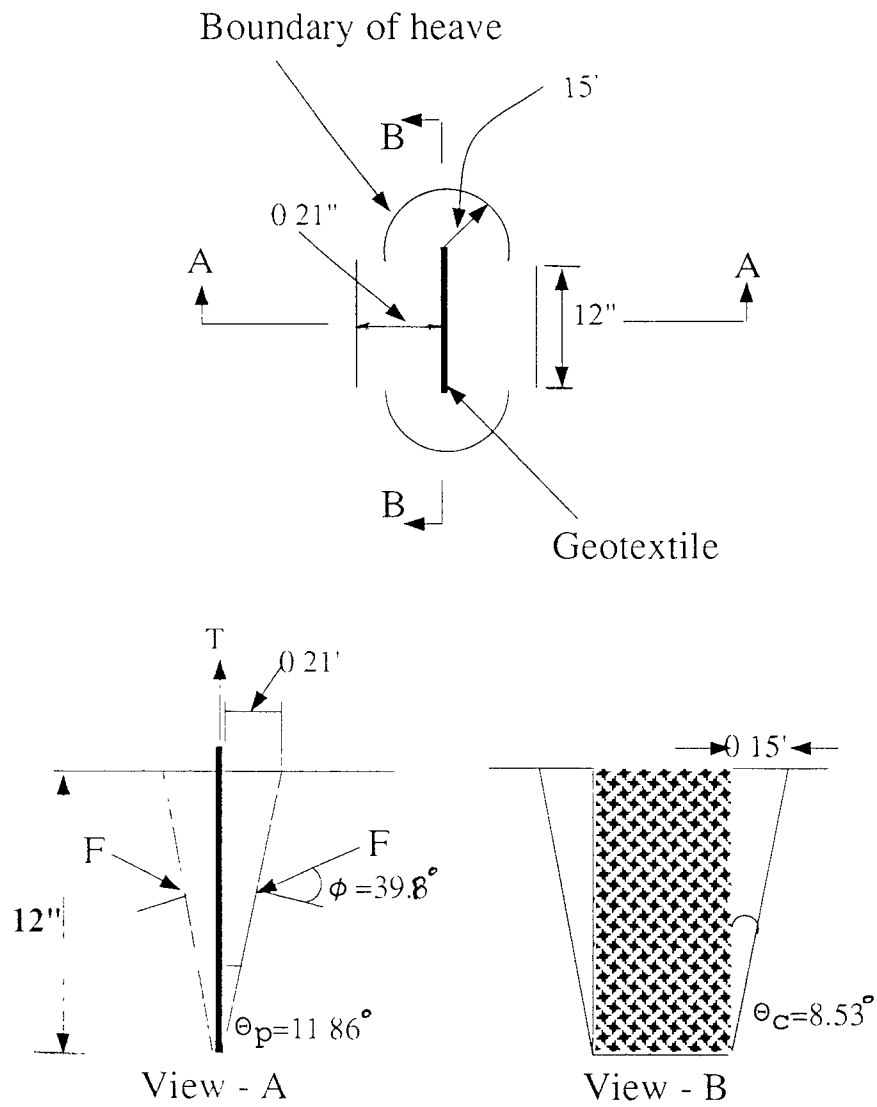 Boundary of heave
15'
B
0 21"
A
A
12"
B
Geotextile
T
0 21'
0 15'
F
F
ϕ =39.8°
12"
Θp=11 86°
Θc=8.53°
View - A
View - B